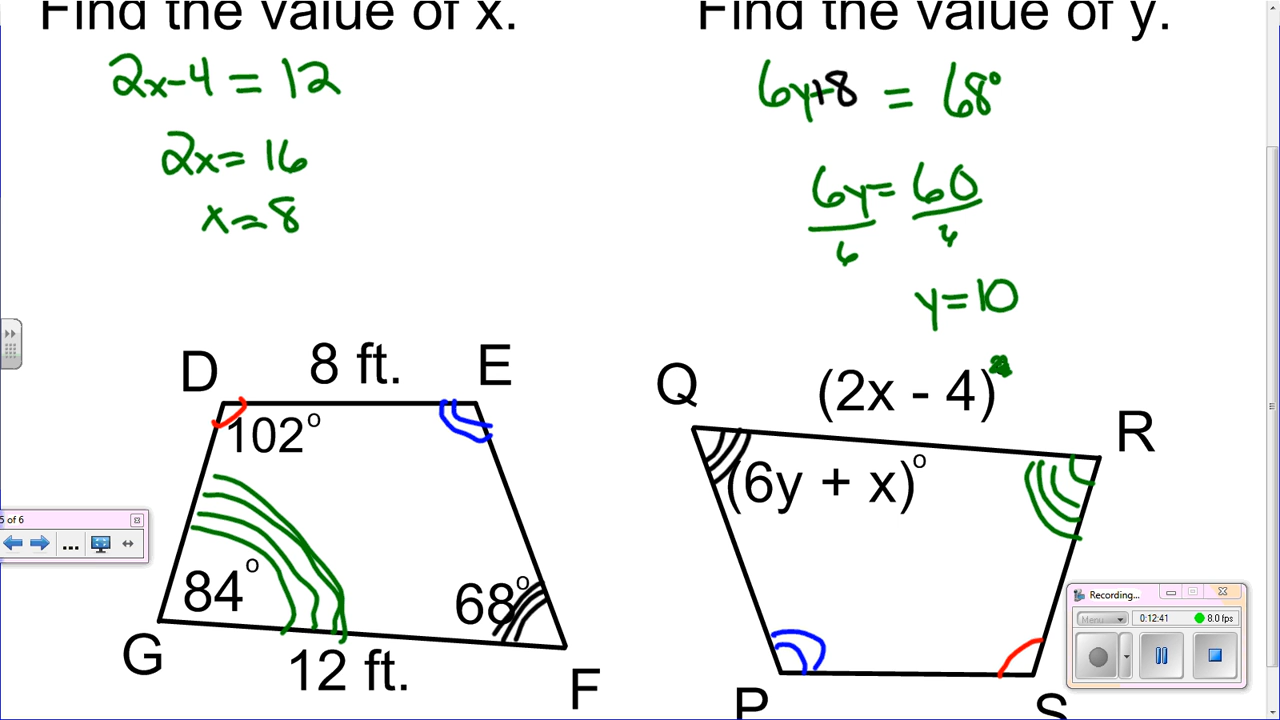 Find the value of x.
2x-4 = 12
2x = 16
x = 8
Find the value of y.
6y+8 = 68°
6y = 60
6 6
y = 10
D
8 ft.
E
102°
84°
68°
G
12 ft.
F
Q
(2x - 4)
R
(6y + x)°
P
S
5 of 6
...
Recording...
Menu
0:12:41
8.0 fps